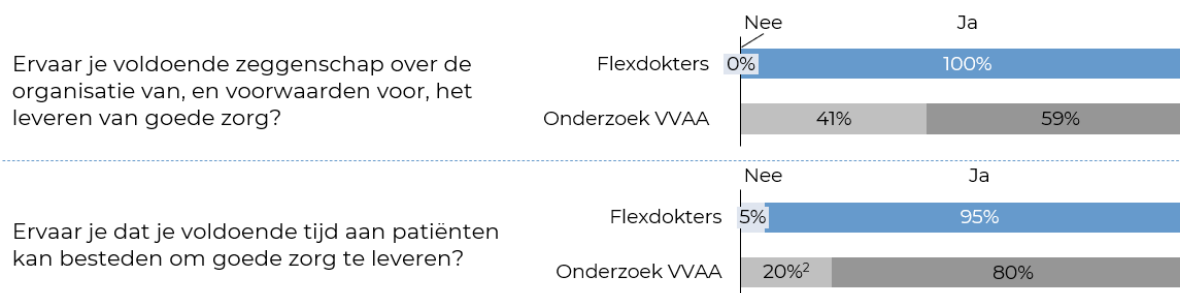 Nee Ja
Ervaar je voldoende zeggenschap over de
organisatie van, en voorwaarden voor, het
leveren van goede zorg?
Flexdokters 0% 100%
Onderzoek VVAA 41% 59%
Nee Ja
Ervaar je dat je voldoende tijd aan patiënten
kan besteden om goede zorg te leveren?
Flexdokters 5% 95%
Onderzoek VVAA 20%² 80%